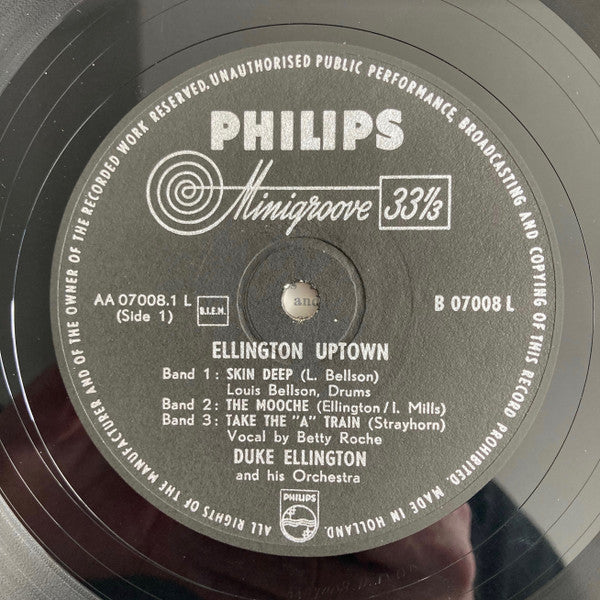 ALL RIGHTS OF THE MANUFACTURER AND OF THE OWNER OF THE RECORDED WORK RESERVED. UNAUTHORISED PUBLIC PERFORMANCE, BROADCASTING AND COPYING OF THIS RECORD PROHIBITED. MADE IN HOLLAND.
PHILIPS
Minigroove 33⅓
AA 07008.1 L
(Side 1)
B.I.E.M.
and
B 07008 L
ELLINGTON UPTOWN
Band 1 : SKIN DEEP (L. Bellson)
Louis Bellson, Drums
Band 2 : THE MOOCHE (Ellington/I. Mills)
Band 3 : TAKE THE "A" TRAIN (Strayhorn)
Vocal by Betty Roche
DUKE ELLINGTON
and his Orchestra
PHILIPS